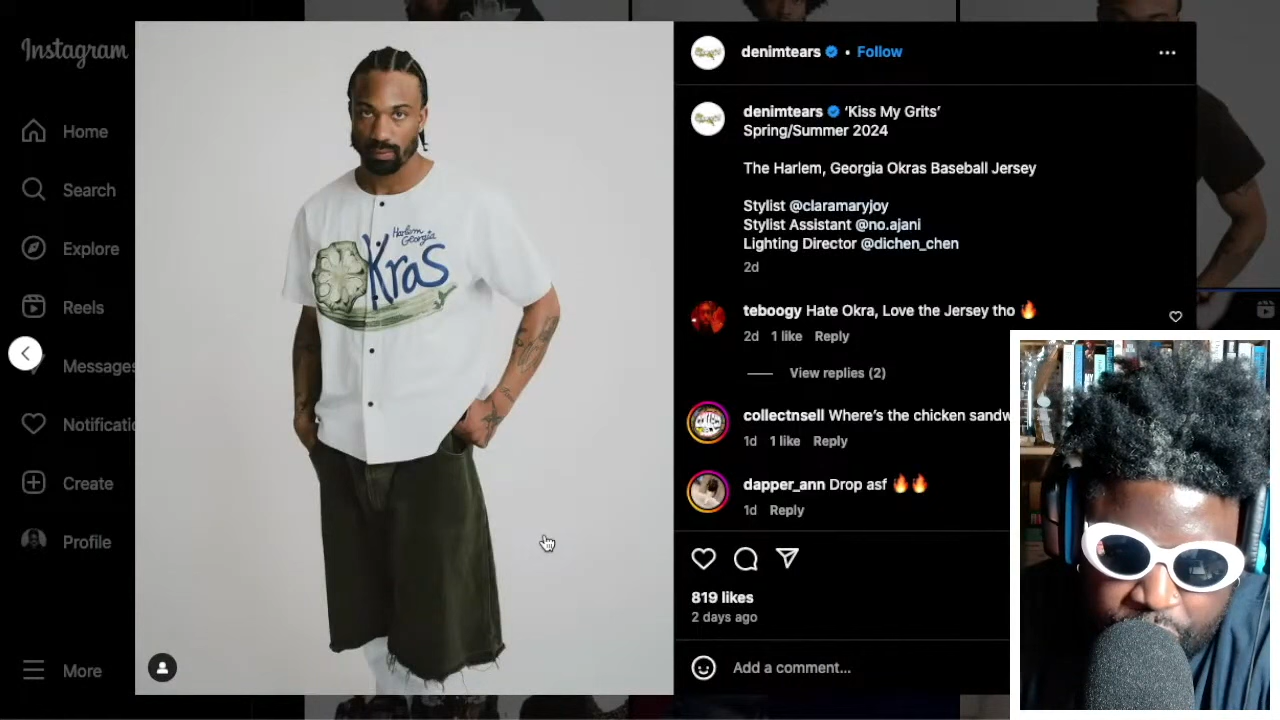 Instagram
Home
Search
Explore
Reels
Messages
Notificatio
Create
Profile
More
Harlem
Georgia
Okras
denimtears • Follow
denimtears ‘Kiss My Grits’
Spring/Summer 2024
The Harlem, Georgia Okras Baseball Jersey
Stylist @claramaryjoy
Stylist Assistant @no.ajani
Lighting Director @dichen_chen
2d
teboogy Hate Okra, Love the Jersey tho 🔥
2d 1 like Reply
View replies (2)
collectnsell Where’s the chicken sandw
1d 1 like Reply
dapper_ann Drop asf 🔥🔥
1d Reply
819 likes
2 days ago
Add a comment...